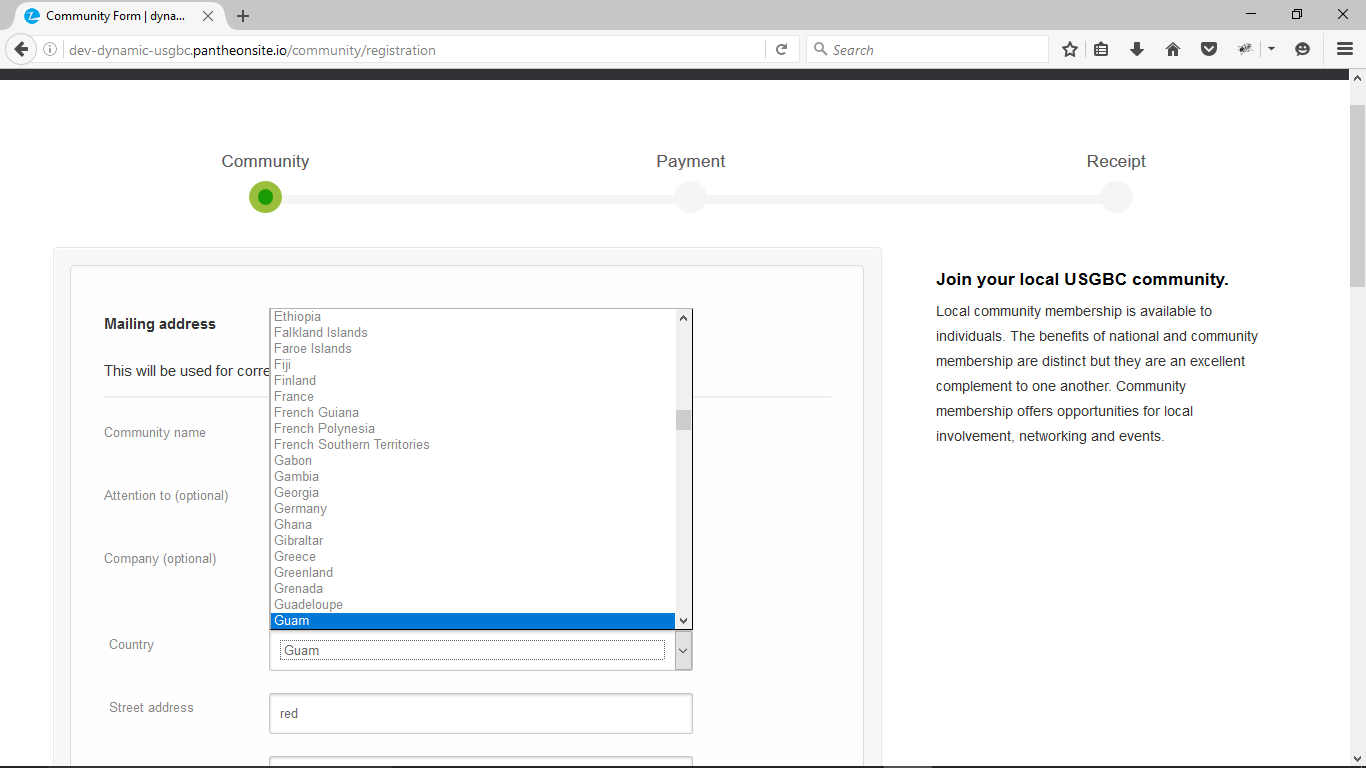 Community Form | dyna...
dev-dynamic-usgbc.pantheonsite.io/community/registration
Search
Community
Payment
Receipt
Mailing address
This will be used for corre
Community name
Attention to (optional)
Company (optional)
Ethiopia
Falkland Islands
Faroe Islands
Fiji
Finland
France
French Guiana
French Polynesia
French Southern Territories
Gabon
Gambia
Georgia
Germany
Ghana
Gibraltar
Greece
Greenland
Grenada
Guadeloupe
Guam
Country
Guam
Street address
red
Join your local USGBC community.
Local community membership is available to
individuals. The benefits of national and community
membership are distinct but they are an excellent
complement to one another. Community
membership offers opportunities for local
involvement, networking and events.